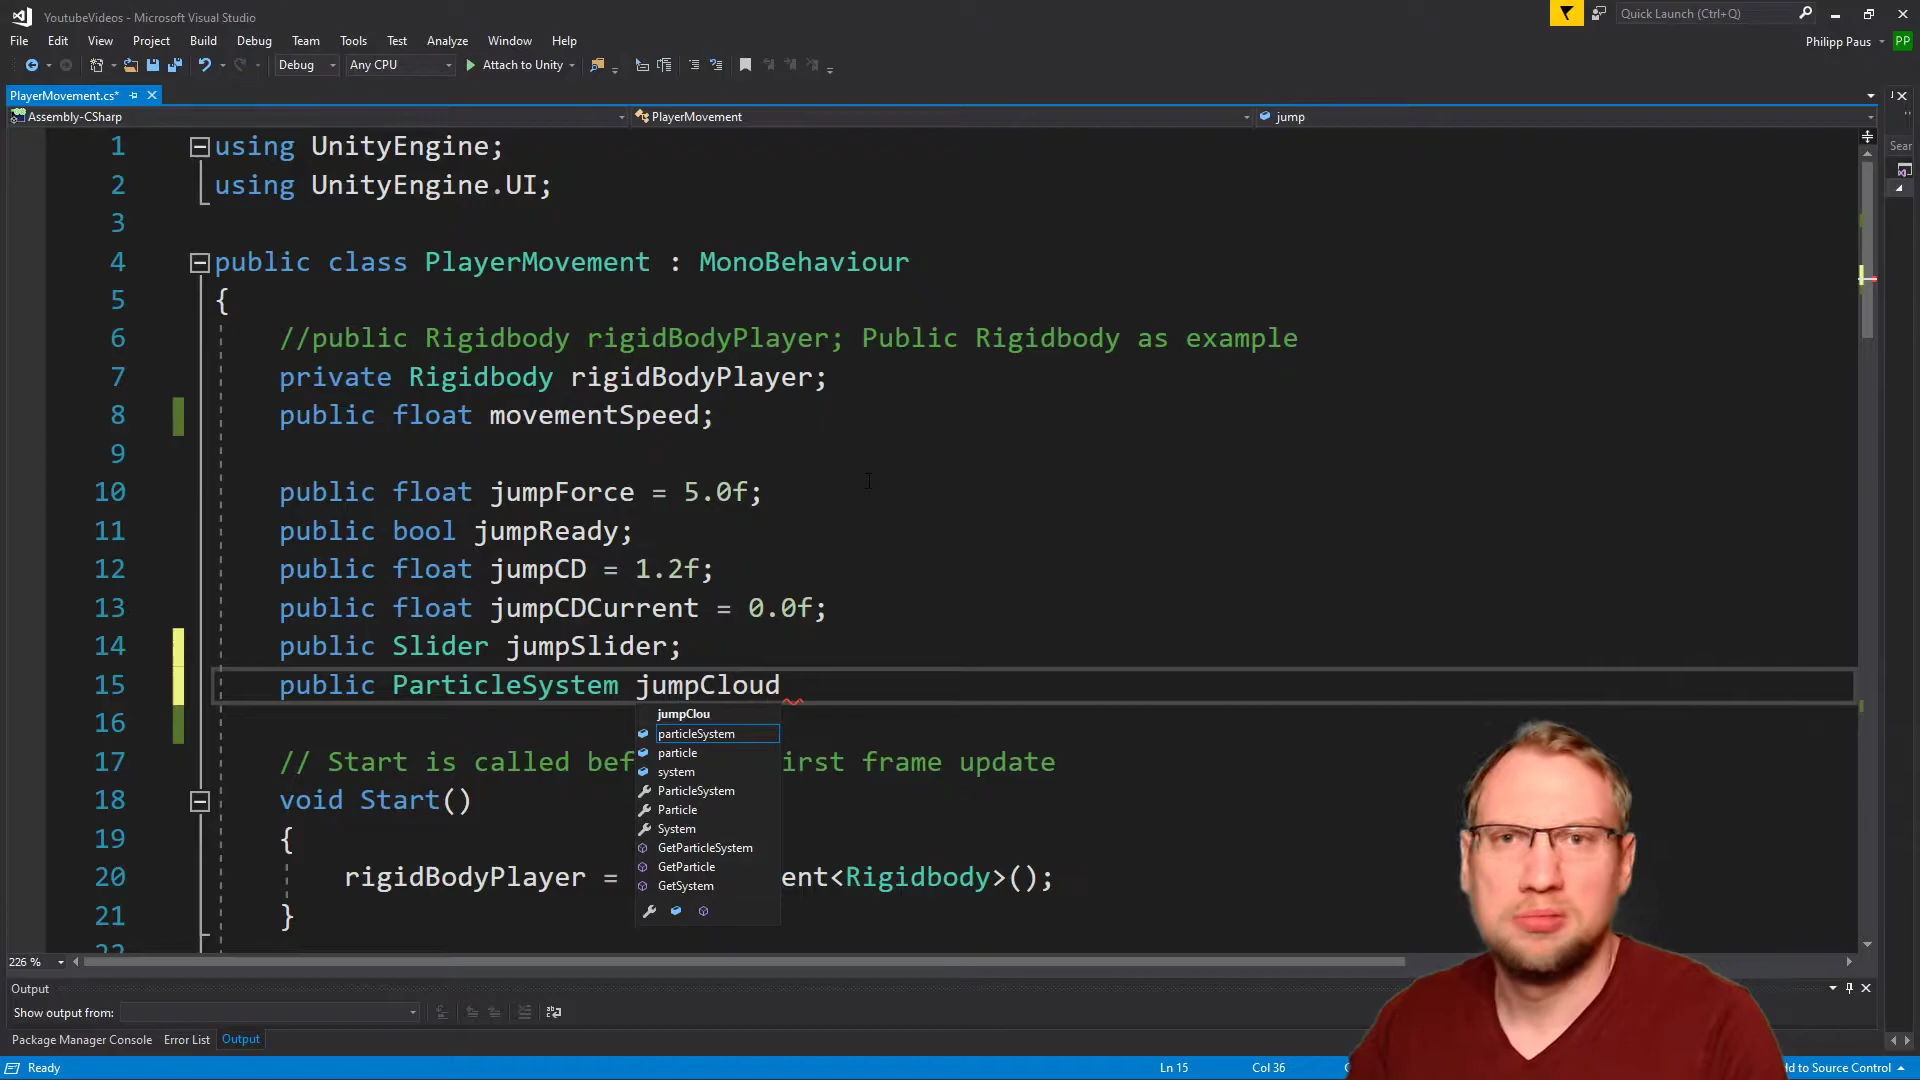 YoutubeVideos - Microsoft Visual Studio
Quick Launch (Ctrl+Q)
File Edit View Project Build Debug Team Tools Test Analyze Window Help
Philipp Paus PP
Debug Any CPU Attach to Unity
PlayerMovement.cs*
Assembly-CSharp PlayerMovement jump
Sear
1 using UnityEngine;
2 using UnityEngine.UI;
3
4 public class PlayerMovement : MonoBehaviour
5 {
6 //public Rigidbody rigidBodyPlayer; Public Rigidbody as example
7 private Rigidbody rigidBodyPlayer;
8 public float movementSpeed;
9
10 public float jumpForce = 5.0f;
11 public bool jumpReady;
12 public float jumpCD = 1.2f;
13 public float jumpCDCurrent = 0.0f;
14 public Slider jumpSlider;
15 public ParticleSystem jumpCloud
16
jumpClou
particleSystem
particle
system
ParticleSystem
Particle
System
GetParticleSystem
GetParticle
GetSystem
17 // Start is called bef irst frame update
18 void Start()
19 {
20 rigidBodyPlayer = ent<Rigidbody>();
21 }
22
226 %
Output
Show output from:
Package Manager Console Error List Output
Ready Ln 15 Col 36 dd to Source Control